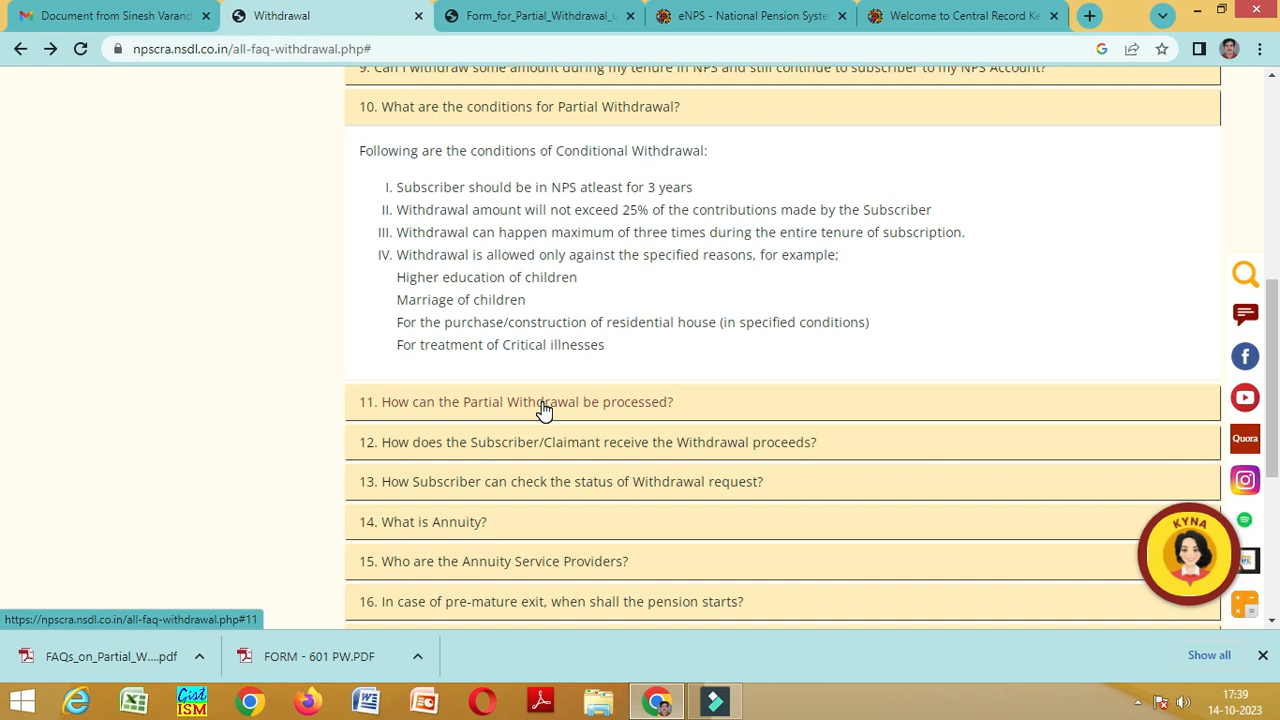 Document from Sinesh Varand
Withdrawal
Form_for_Partial_Withdrawal_u
eNPS - National Pension Syste
Welcome to Central Record Ke
npscra.nsdl.co.in/all-faq-withdrawal.php#
9. Can I withdraw some amount during my tenure in NPS and still continue to subscriber to my NPS Account?
10. What are the conditions for Partial Withdrawal?
Following are the conditions of Conditional Withdrawal:
I. Subscriber should be in NPS atleast for 3 years
II. Withdrawal amount will not exceed 25% of the contributions made by the Subscriber
III. Withdrawal can happen maximum of three times during the entire tenure of subscription.
IV. Withdrawal is allowed only against the specified reasons, for example;
Higher education of children
Marriage of children
For the purchase/construction of residential house (in specified conditions)
For treatment of Critical illnesses
11. How can the Partial Withdrawal be processed?
12. How does the Subscriber/Claimant receive the Withdrawal proceeds?
Quora
13. How Subscriber can check the status of Withdrawal request?
14. What is Annuity?
KYNA
15. Who are the Annuity Service Providers?
16. In case of pre-mature exit, when shall the pension starts?
https://npscra.nsdl.co.in/all-faq-withdrawal.php#11
FAQs_on_Partial_W....pdf
FORM - 601 PW.PDF
Show all
Gist
ISM
17:39
14-10-2023